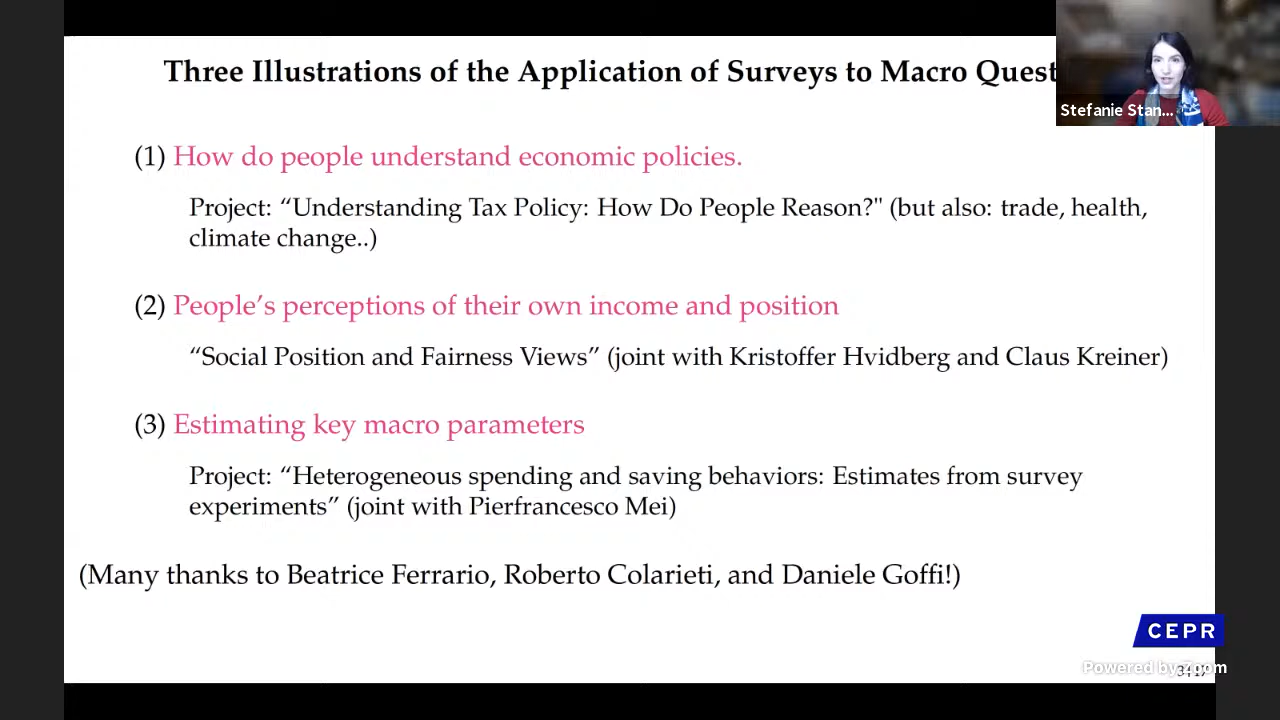 Three Illustrations of the Application of Surveys to Macro Quest
Stefanie Stan...
(1) How do people understand economic policies.
Project: “Understanding Tax Policy: How Do People Reason?" (but also: trade, health,
climate change..)
(2) People’s perceptions of their own income and position
“Social Position and Fairness Views” (joint with Kristoffer Hvidberg and Claus Kreiner)
(3) Estimating key macro parameters
Project: “Heterogeneous spending and saving behaviors: Estimates from survey
experiments” (joint with Pierfrancesco Mei)
(Many thanks to Beatrice Ferrario, Roberto Colarieti, and Daniele Goffi!)
CEPR
Powered by Zoom